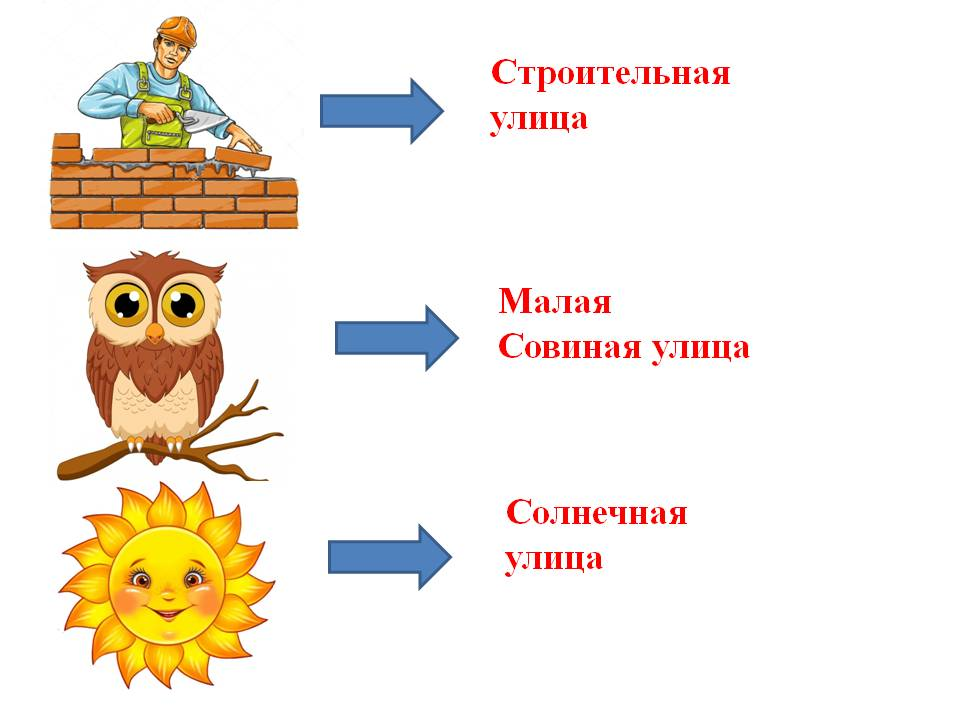 Строительная
улица
Малая
Совиная улица
Солнечная
улица